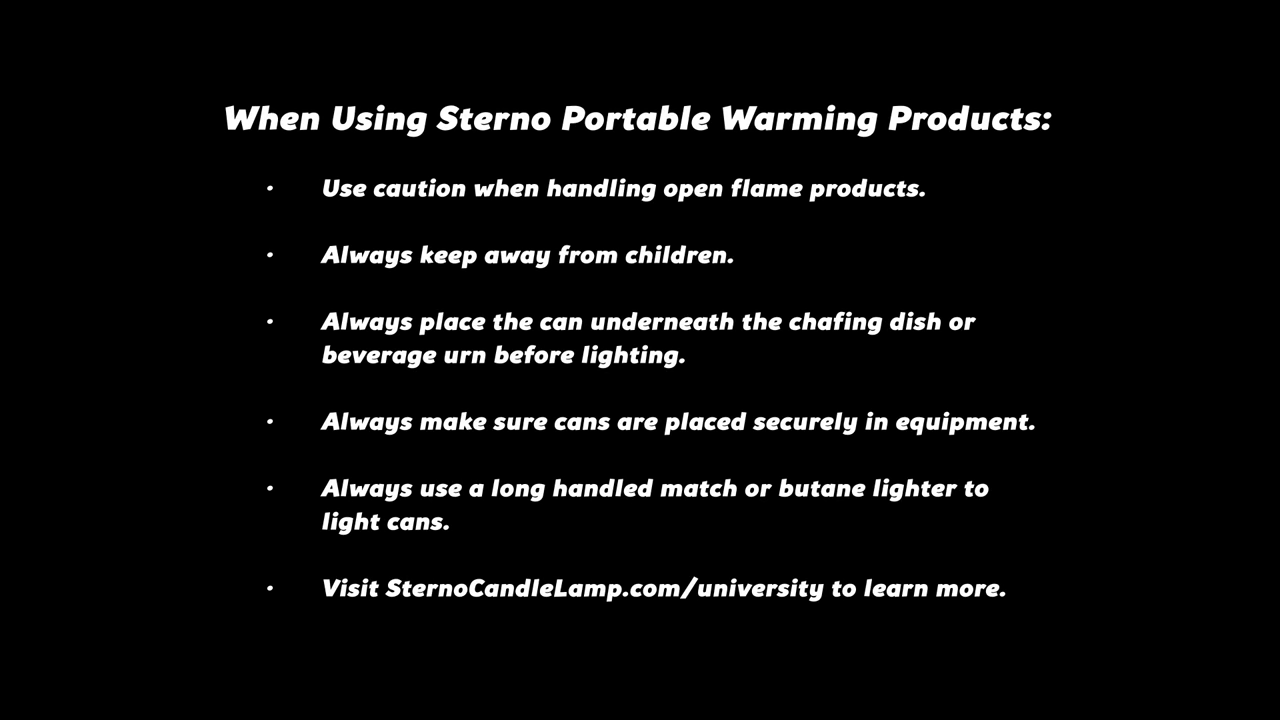 When Using Sterno Portable Warming Products:
· Use caution when handling open flame products.
· Always keep away from children.
· Always place the can underneath the chafing dish or
beverage urn before lighting.
· Always make sure cans are placed securely in equipment.
· Always use a long handled match or butane lighter to
light cans.
· Visit SternoCandleLamp.com/university to learn more.